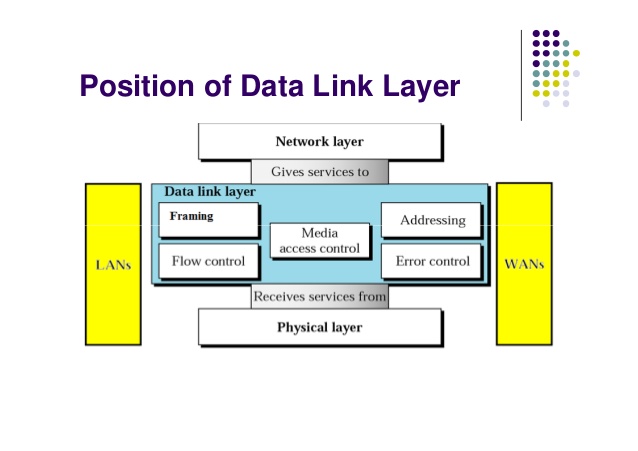 Position of Data Link Layer
Network layer
Gives services to
Data link layer
Framing
Addressing
Media
access control
Flow control
Error control
LANs
WANs
Receives services from
Physical layer